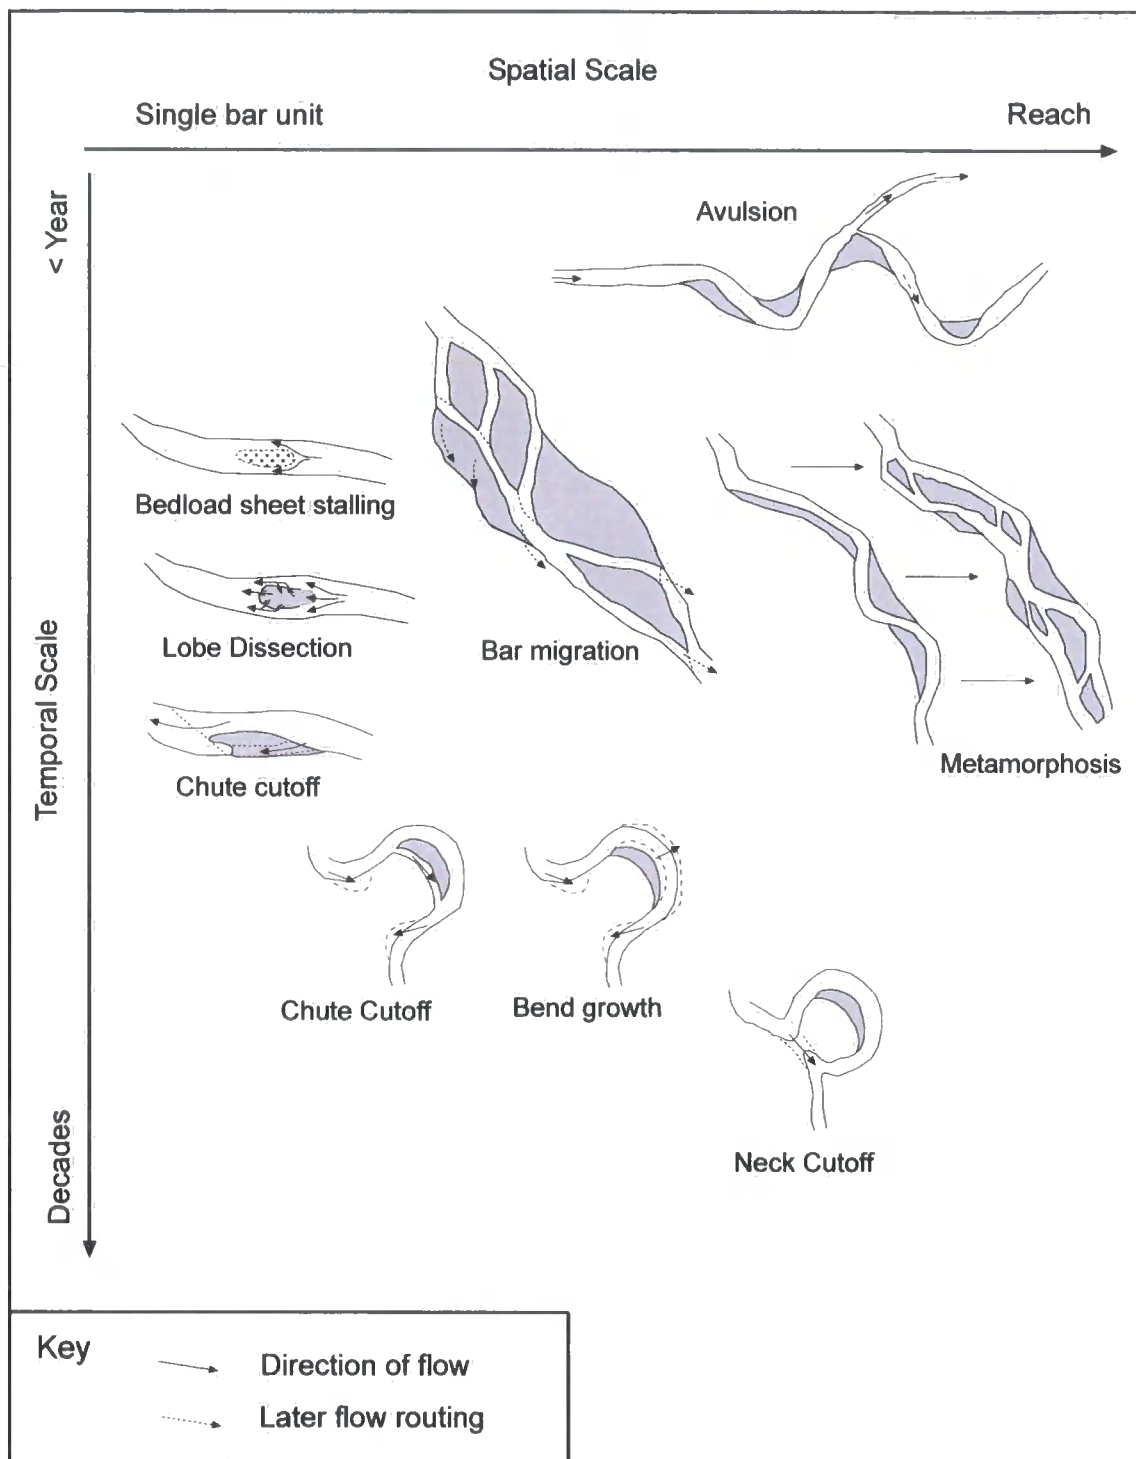 Spatial Scale
Single bar unit
Reach
< Year
Temporal Scale
Decades
Avulsion
Bedload sheet stalling
Lobe Dissection
Bar migration
Chute cutoff
Metamorphosis
Chute Cutoff
Bend growth
Neck Cutoff
Key
Direction of flow
Later flow routing